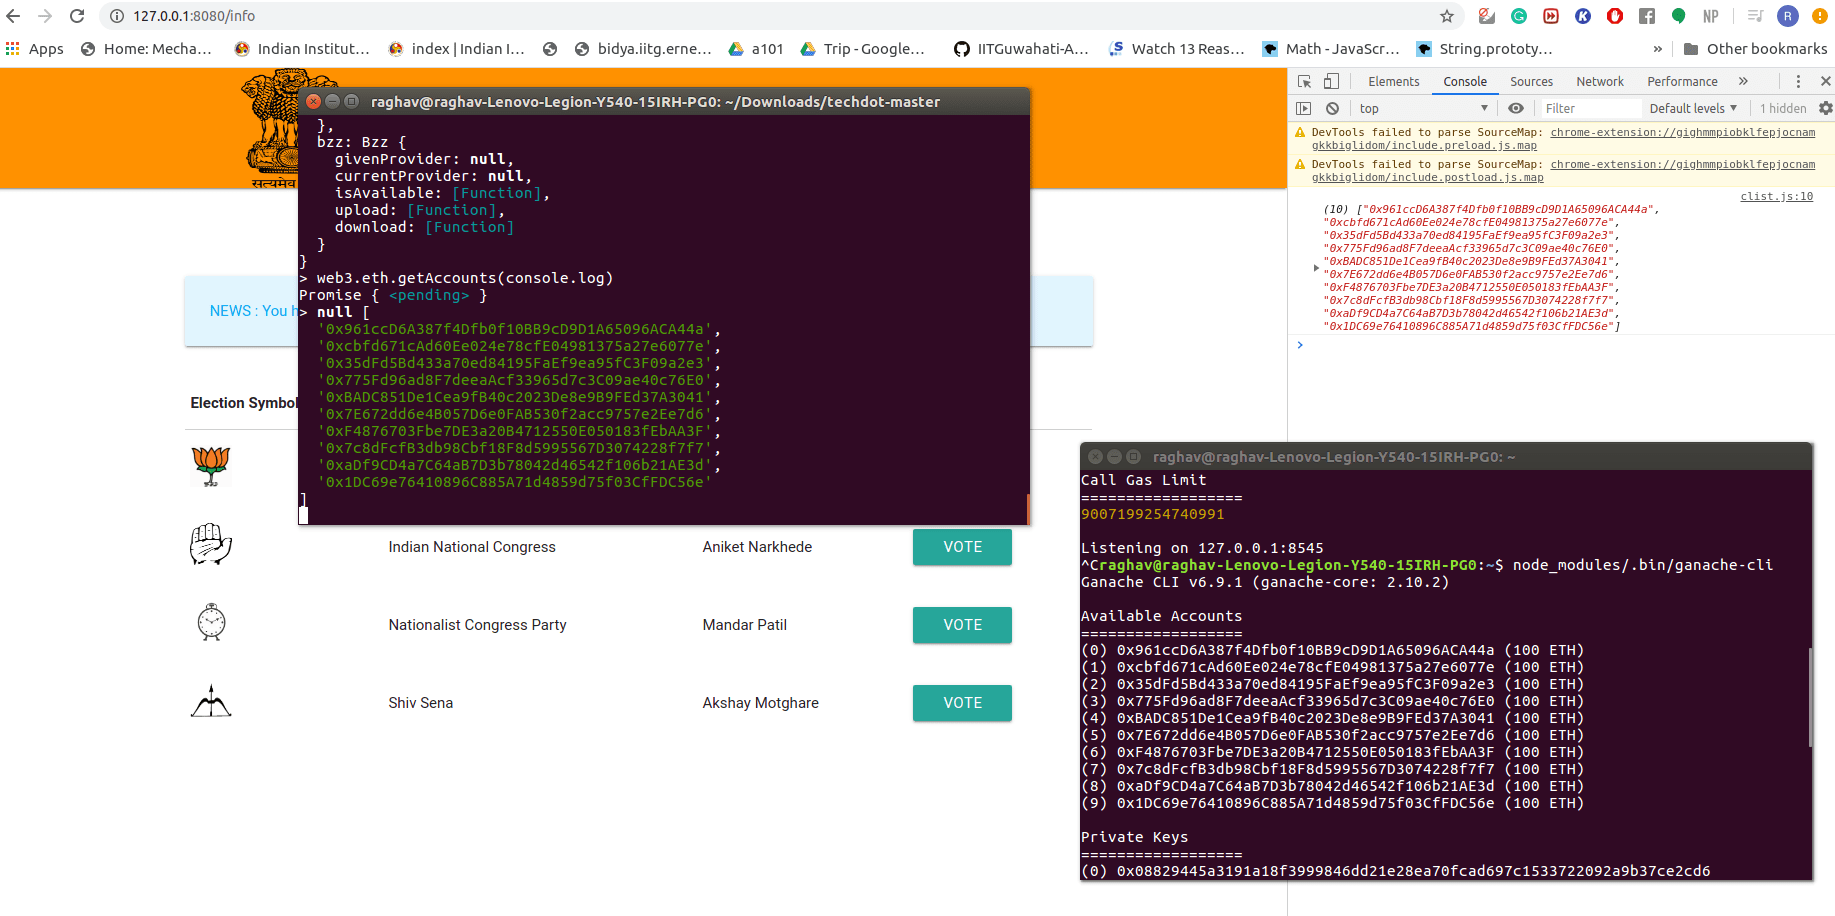 127.0.0.1:8080/info
NP
R
Apps
Home: Mecha...
Indian Institut...
index | Indian I...
bidya.iitg.erne...
a101
Trip - Google...
IITGuwahati-A...
Watch 13 Reas...
Math - JavaScr...
String.prototy...
»
Other bookmarks
सत्यमेव
NEWS : You h
Election Symbol
Indian National Congress
Aniket Narkhede
VOTE
Nationalist Congress Party
Mandar Patil
VOTE
Shiv Sena
Akshay Motghare
VOTE
raghav@raghav-Lenovo-Legion-Y540-15IRH-PG0: ~/Downloads/techdot-master
},
bzz: Bzz {
givenProvider: null,
currentProvider: null,
isAvailable: [Function],
upload: [Function],
download: [Function]
}
}
> web3.eth.getAccounts(console.log)
Promise { <pending> }
> null [
'0x961ccD6A387f4Dfb0f10BB9cD9D1A65096ACA44a',
'0xcbfd671cAd60Ee024e78cfE04981375a27e6077e',
'0x35dFd5Bd433a70ed84195FaEf9ea95fC3F09a2e3',
'0x775Fd96ad8F7deeaAcf33965d7c3C09ae40c76E0',
'0xBADC851De1Cea9fB40c2023De8e9B9FEd37A3041',
'0x7E672dd6e4B057D6e0FAB530f2acc9757e2Ee7d6',
'0xF4876703Fbe7DE3a20B4712550E050183fEbAA3F',
'0x7c8dFcfB3db98Cbf18F8d5995567D3074228f7f7',
'0xaDf9CD4a7C64aB7D3b78042d46542f106b21AE3d',
'0x1DC69e76410896C885A71d4859d75f03CfFDC56e'
]
Elements
Console
Sources
Network
Performance
»
top
Filter
Default levels
1 hidden
DevTools failed to parse SourceMap: chrome-extension://gighmmpiobklfepjocnam
gkkbiglidom/include.preload.js.map
DevTools failed to parse SourceMap: chrome-extension://gighmmpiobklfepjocnam
gkkbiglidom/include.postload.js.map
clist.js:10
(10) ["0x961ccD6A387f4Dfb0f10BB9cD9D1A65096ACA44a",
"0xcbfd671cAd60Ee024e78cfE04981375a27e6077e",
"0x35dFd5Bd433a70ed84195FaEf9ea95fC3F09a2e3",
"0x775Fd96ad8F7deeaAcf33965d7c3C09ae40c76E0",
"0xBADC851De1Cea9fB40c2023De8e9B9FEd37A3041",
"0x7E672dd6e4B057D6e0FAB530f2acc9757e2Ee7d6",
"0xF4876703Fbe7DE3a20B4712550E050183fEbAA3F",
"0x7c8dFcfB3db98Cbf18F8d5995567D3074228f7f7",
"0xaDf9CD4a7C64aB7D3b78042d46542f106b21AE3d",
"0x1DC69e76410896C885A71d4859d75f03CfFDC56e"]
raghav@raghav-Lenovo-Legion-Y540-15IRH-PG0: ~
Call Gas Limit
==================
9007199254740991
Listening on 127.0.0.1:8545
^Craghav@raghav-Lenovo-Legion-Y540-15IRH-PG0:~$ node_modules/.bin/ganache-cli
Ganache CLI v6.9.1 (ganache-core: 2.10.2)
Available Accounts
==================
(0) 0x961ccD6A387f4Dfb0f10BB9cD9D1A65096ACA44a (100 ETH)
(1) 0xcbfd671cAd60Ee024e78cfE04981375a27e6077e (100 ETH)
(2) 0x35dFd5Bd433a70ed84195FaEf9ea95fC3F09a2e3 (100 ETH)
(3) 0x775Fd96ad8F7deeaAcf33965d7c3C09ae40c76E0 (100 ETH)
(4) 0xBADC851De1Cea9fB40c2023De8e9B9FEd37A3041 (100 ETH)
(5) 0x7E672dd6e4B057D6e0FAB530f2acc9757e2Ee7d6 (100 ETH)
(6) 0xF4876703Fbe7DE3a20B4712550E050183fEbAA3F (100 ETH)
(7) 0x7c8dFcfB3db98Cbf18F8d5995567D3074228f7f7 (100 ETH)
(8) 0xaDf9CD4a7C64aB7D3b78042d46542f106b21AE3d (100 ETH)
(9) 0x1DC69e76410896C885A71d4859d75f03CfFDC56e (100 ETH)
Private Keys
==================
(0) 0x08829445a3191a18f3999846dd21e28ea70fcad697c1533722092a9b37ce2cd6